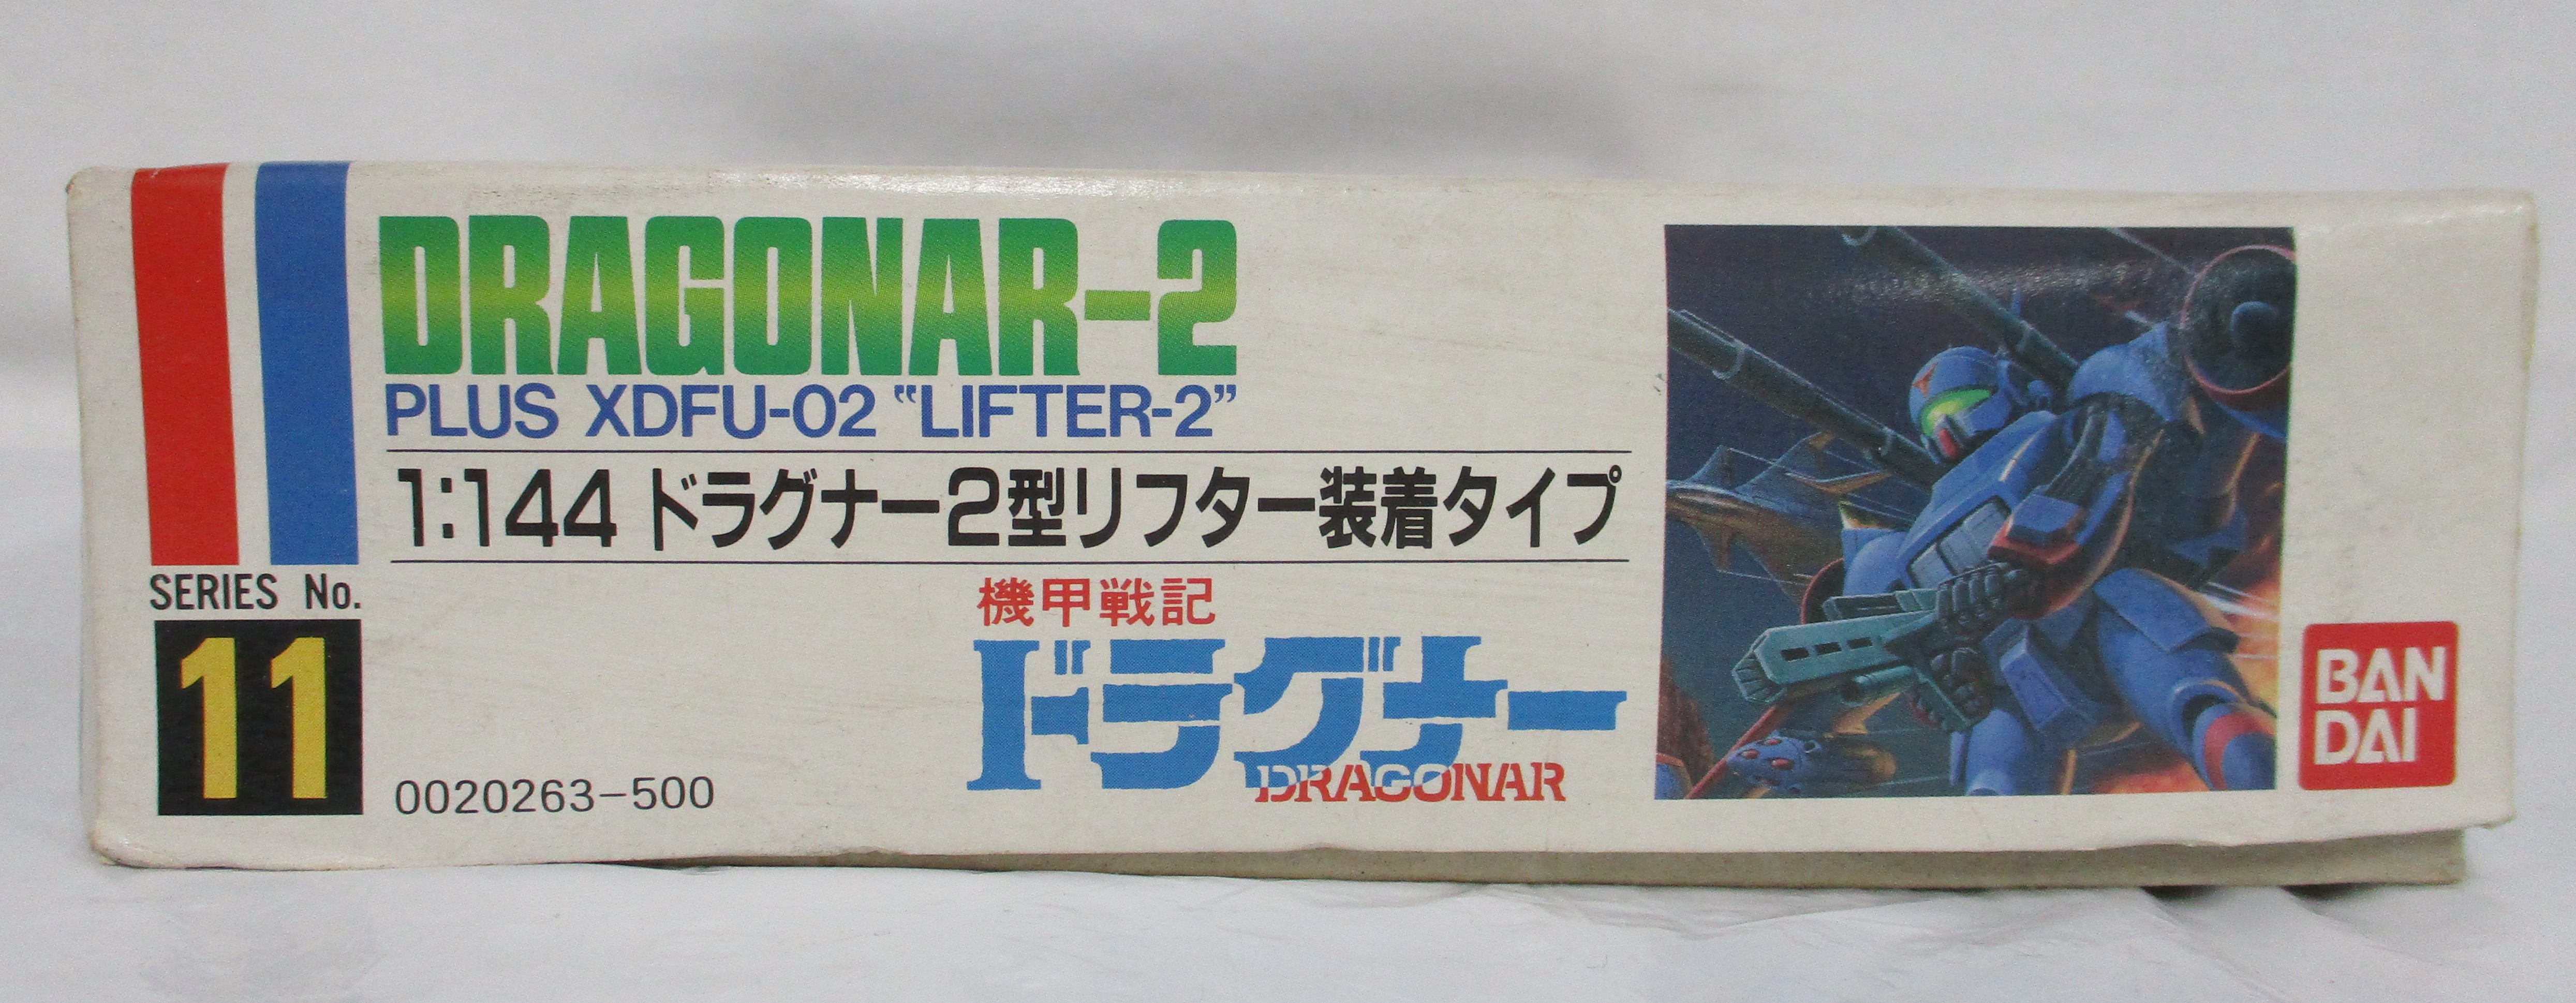 DRAGONAR-2
PLUS XDFU-02 “LIFTER-2”
1:144 ドラグナー2型リフター装着タイプ
SERIES No.
11
機甲戦記
ドラグナー
DRAGONAR
0020263-500
BAN
DAI